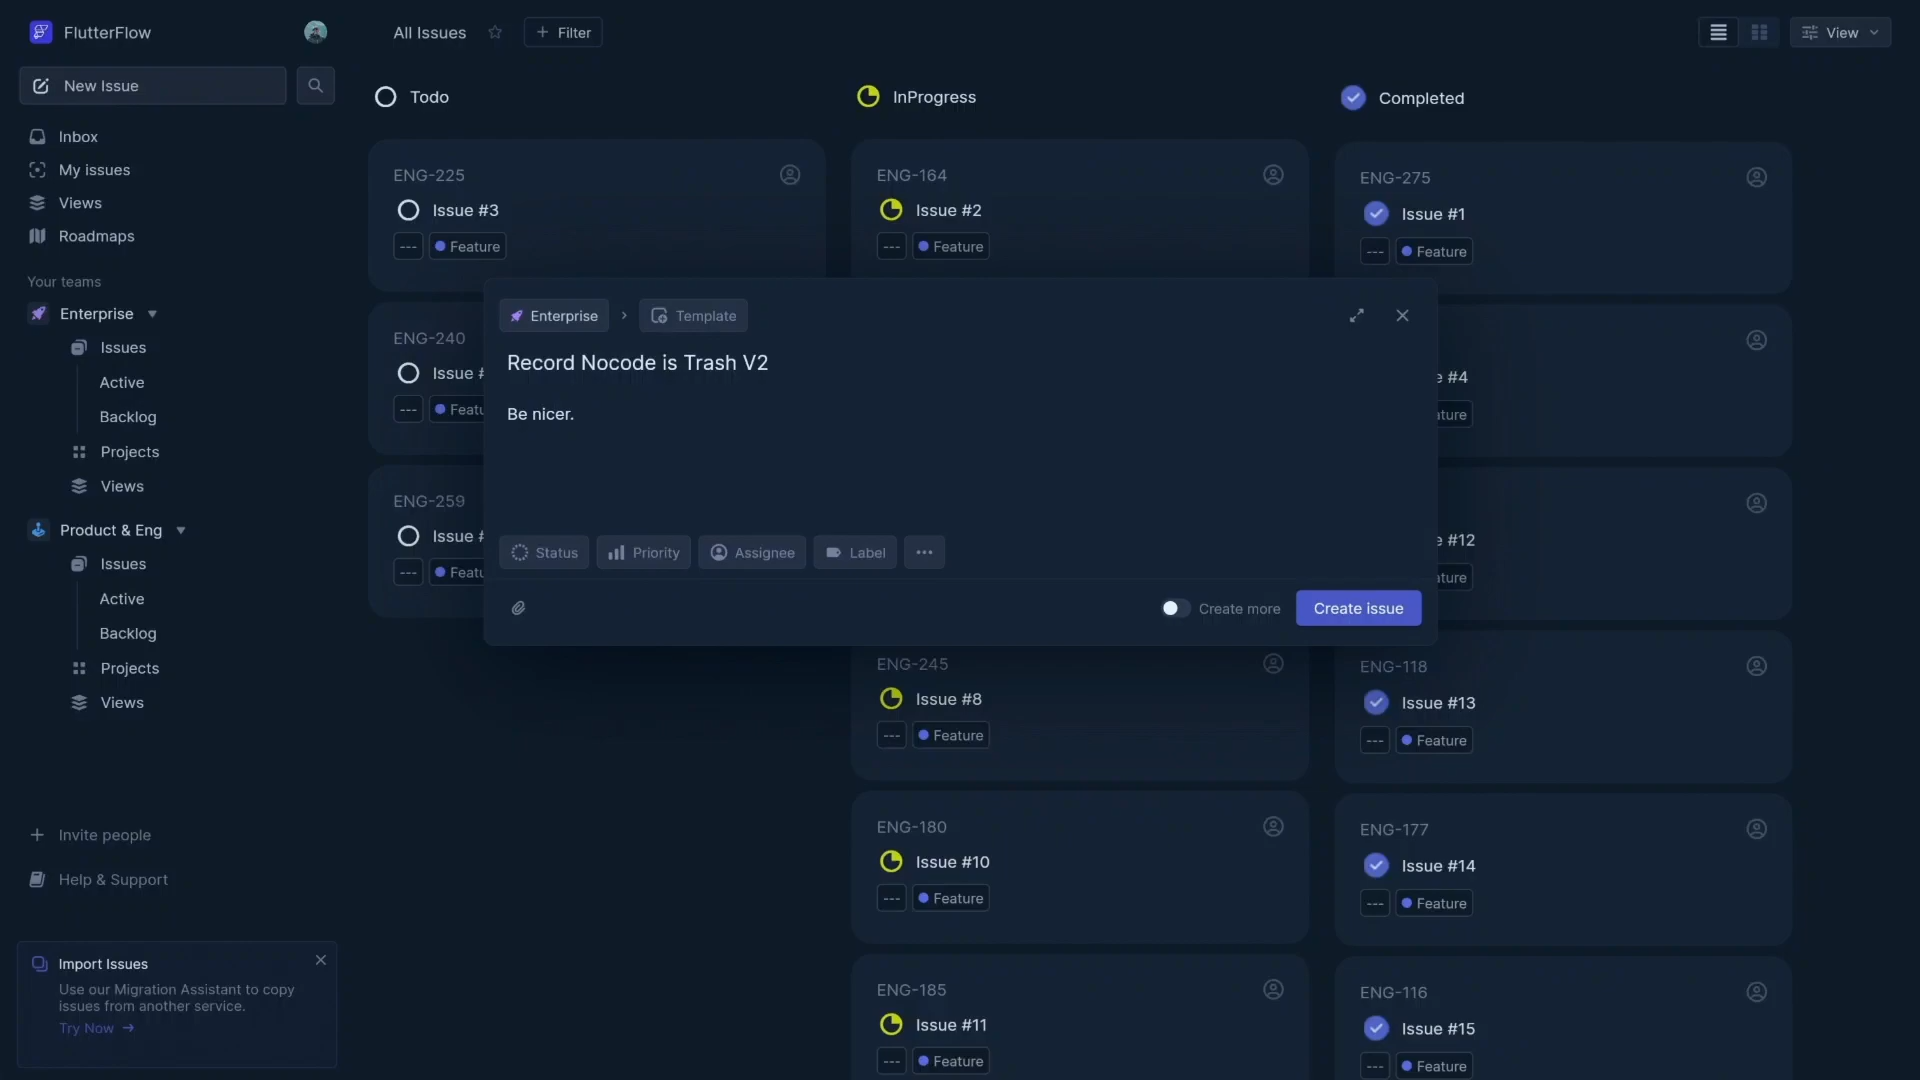 FlutterFlow
New Issue
Inbox
My issues
Views
Roadmaps
Your teams
Enterprise
Issues
Active
Backlog
Projects
Views
Product & Eng
Issues
Active
Backlog
Projects
Views
Invite people
Help & Support
Import Issues
Use our Migration Assistant to copy
issues from another service.
Try Now →
All Issues
+ Filter
View
Todo
ENG-225
Issue #3
--- Feature
ENG-240
Issue #
---
ENG-259
Issue #
---
InProgress
ENG-164
Issue #2
--- Feature
Enterprise > Template
Record Nocode is Trash V2
Be nicer.
Status Priority Assignee Label ...
Create more Create issue
ENG-245
Issue #8
--- Feature
ENG-180
Issue #10
--- Feature
ENG-185
Issue #11
--- Feature
Completed
ENG-275
Issue #1
--- Feature
#4
#12
ENG-118
Issue #13
--- Feature
ENG-177
Issue #14
--- Feature
ENG-116
Issue #15
--- Feature